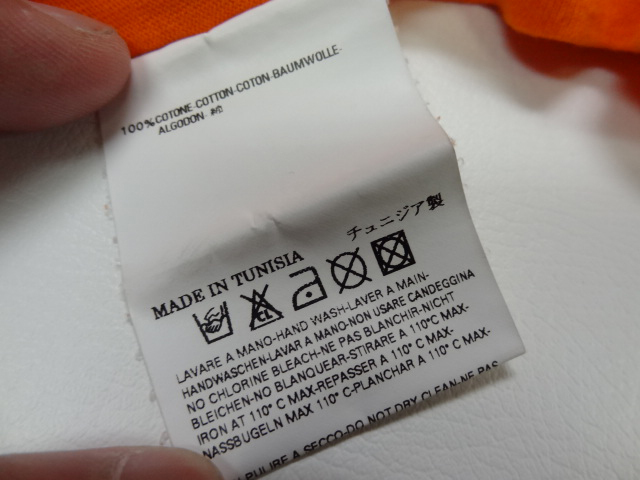 100%COTONE·COTTON·COTON·BAUMWOLLE·
ALGODON· 綿
チュニジア製
MADE IN TUNISIA
CL
LAVARE A MANO-HAND WASH-LAVER A MAIN-
HANDWASCHEN-LAVAR A MANO-NON USARE CANDEGGINA
NO CHLORINE BLEACH-NE PAS BLANCHIR-NICHT
BLEICHEN-NO BLANQUEAR-STIRARE A 110°C MAX-
IRON AT 110° C MAX-REPASSER A 110° C MAX-
NASSBUGELN MAX 110° C-PLANCHAR A 110° C MAX-
PULIRE A SECCO-DO NOT DRY CLEAN-NE PAS